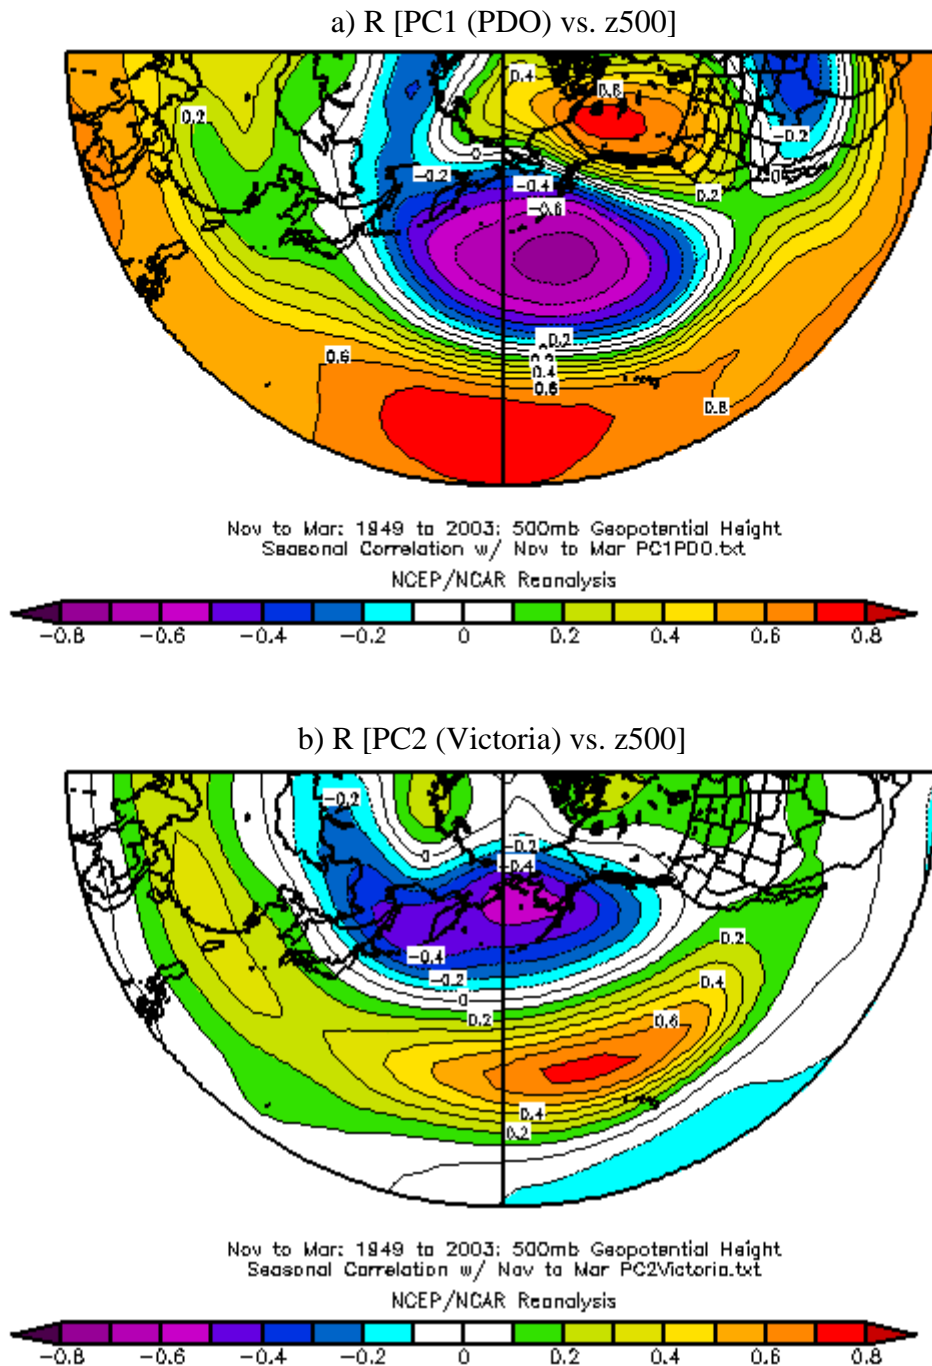 a) R [PC1 (PDO) vs. z500]
0.4
0.2
0.8
-0.2
0
-0.2
-0.4
0.2
-0.6
-0.2
0.6
0.4
0.6
0.8
Nov to Mar: 1949 to 2003: 500mb Geopotential Height
Seasonal Correlation w/ Nov to Mar PC1PDO.txt
NCEP/NCAR Reanalysis
-0.8 -0.6 -0.4 -0.2 0 0.2 0.4 0.6 0.8
b) R [PC2 (Victoria) vs. z500]
-0.2
-0.2
0
-0.4
0.2
-0.4
-0.2
0.4
0
0.2
0.6
0.4
0.2
Nov to Mar: 1949 to 2003: 500mb Geopotential Height
Seasonal Correlation w/ Nov to Mar PC2Victoria.txt
NCEP/NCAR Reanalysis
-0.8 -0.6 -0.4 -0.2 0 0.2 0.4 0.6 0.8